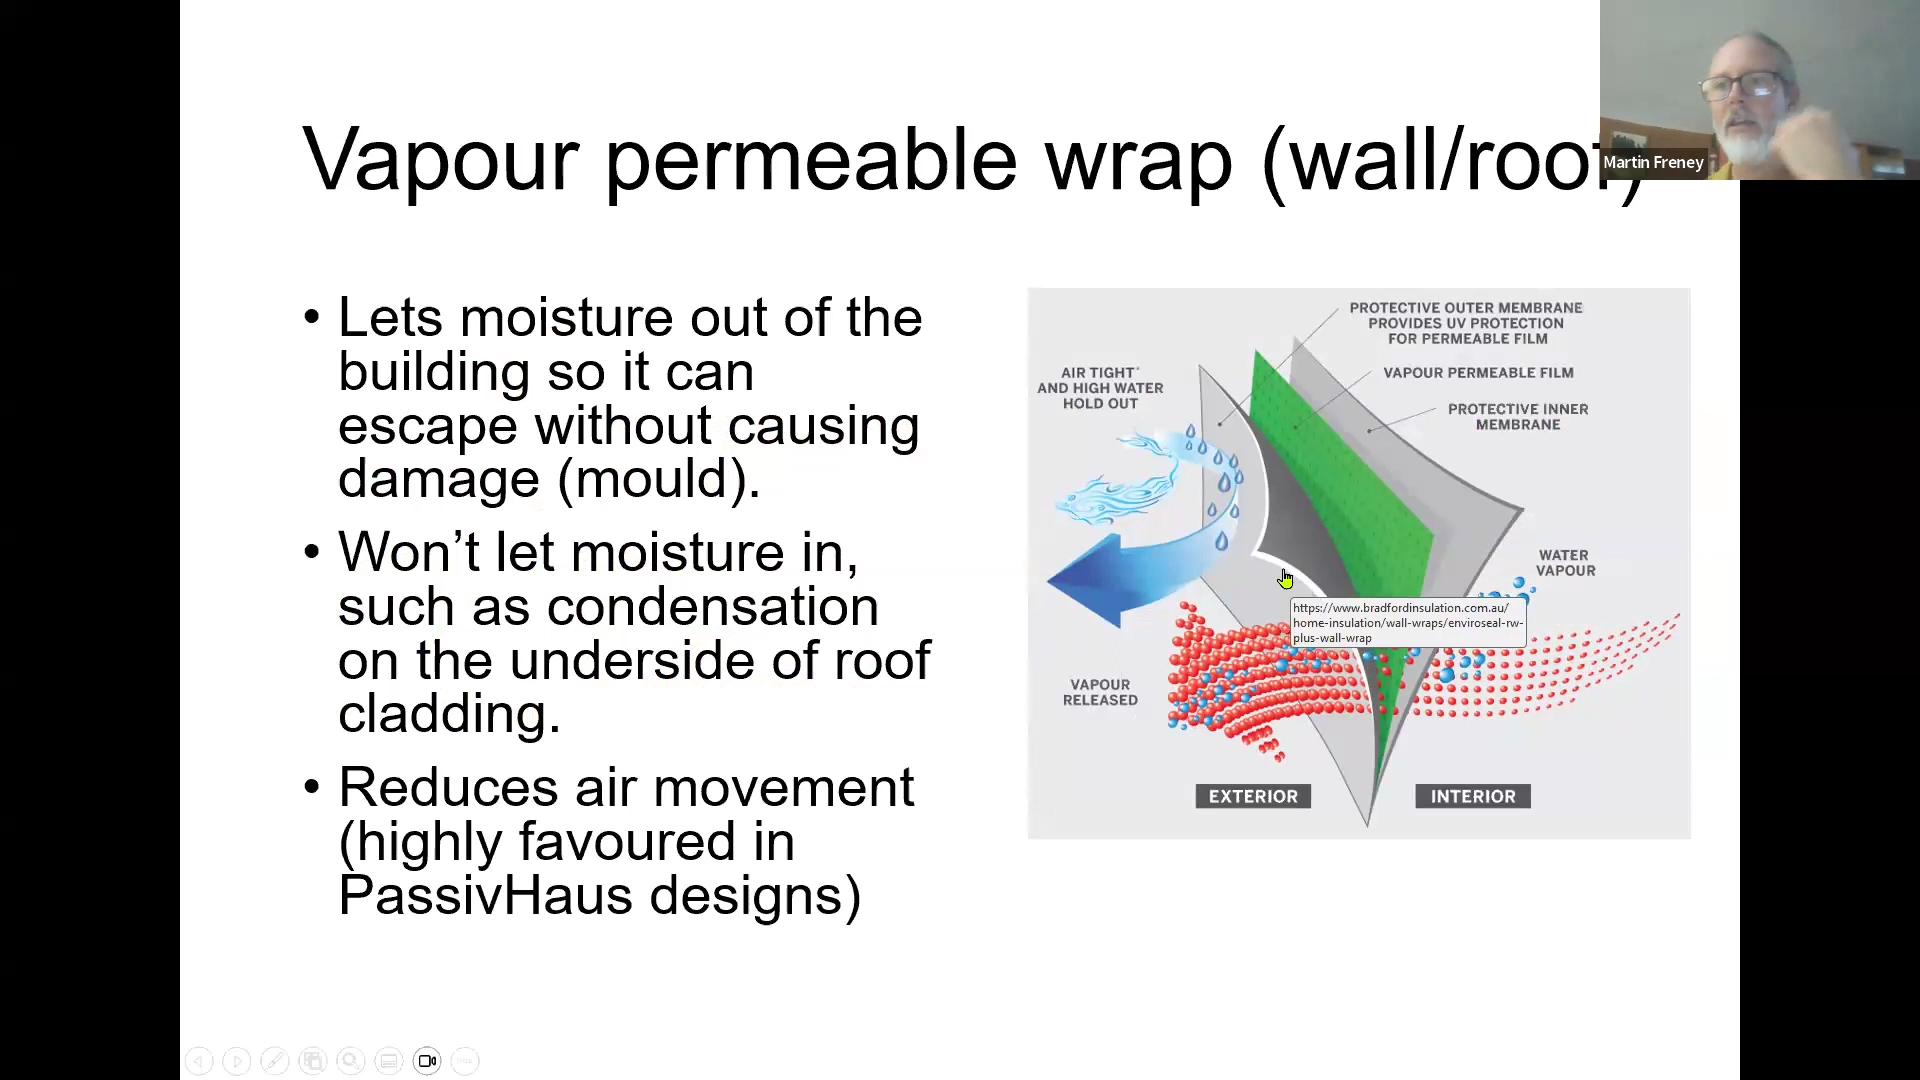 Vapour permeable wrap (wall/roof)
Martin Freney
• Lets moisture out of the
building so it can
escape without causing
damage (mould).
• Won’t let moisture in,
such as condensation
on the underside of roof
cladding.
• Reduces air movement
(highly favoured in
PassivHaus designs)
PROTECTIVE OUTER MEMBRANE
PROVIDES UV PROTECTION
FOR PERMEABLE FILM
AIR TIGHT*
AND HIGH WATER
HOLD OUT
VAPOUR PERMEABLE FILM
PROTECTIVE INNER
MEMBRANE
WATER
VAPOUR
https://www.bradfordinsulation.com.au/
home-insulation/wall-wraps/enviroseal-rw-
plus-wall-wrap
VAPOUR
RELEASED
EXTERIOR
INTERIOR